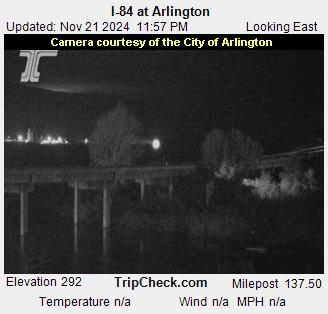 I-84 at Arlington
Updated: Nov 21 2024 11:57 PM Looking East
Camera courtesy of the City of Arlington
Elevation 292 TripCheck.com Milepost 137.50
Temperature n/a Wind n/a MPH n/a